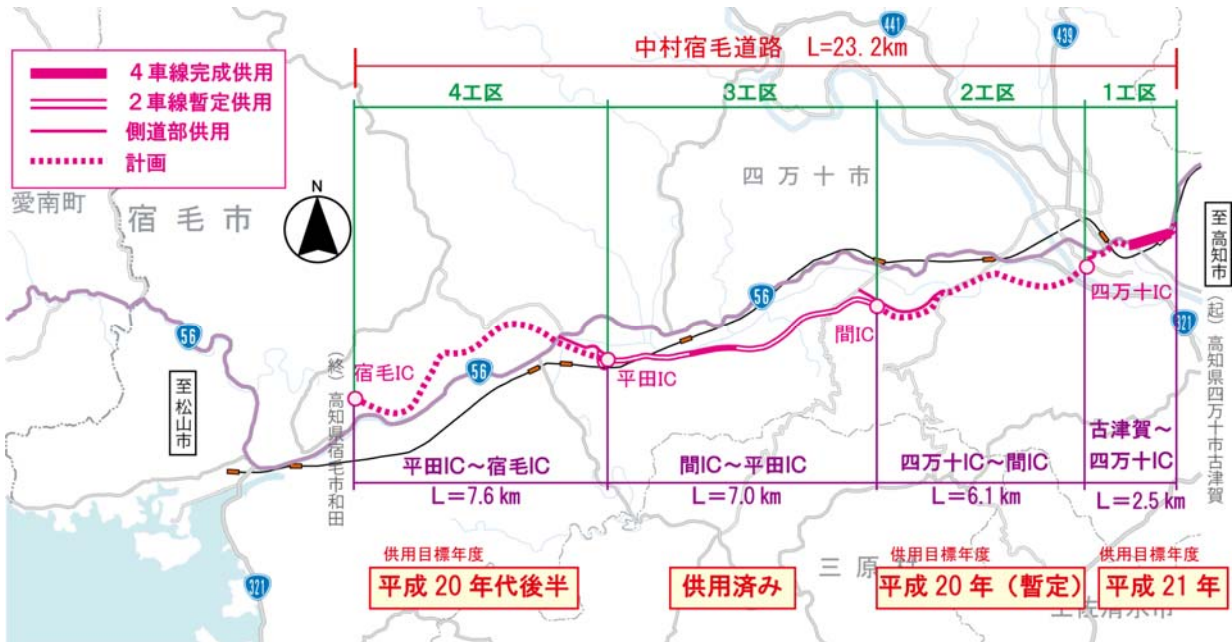 中村宿毛道路 L=23.2km
4工区
3工区
2工区
1工区
4車線完成供用
2車線暫定供用
側道部供用
計画
N
441
439
愛南町
宿毛市
四万十市
至高知市
56
四万十IC
321
(起)高知県四万十市古津賀
間IC
56
平田IC
宿毛IC
56
至松山市
(終)高知県宿毛市和田
平田IC~宿毛IC
L=7.6 km
間IC~平田IC
L=7.0 km
四万十IC~間IC
L=6.1 km
古津賀~
四万十IC
L=2.5 km
321
供用目標年度
平成20年代後半
供用済み
三原
供用目標年度
平成20年(暫定)
供用目標年度
平成21年